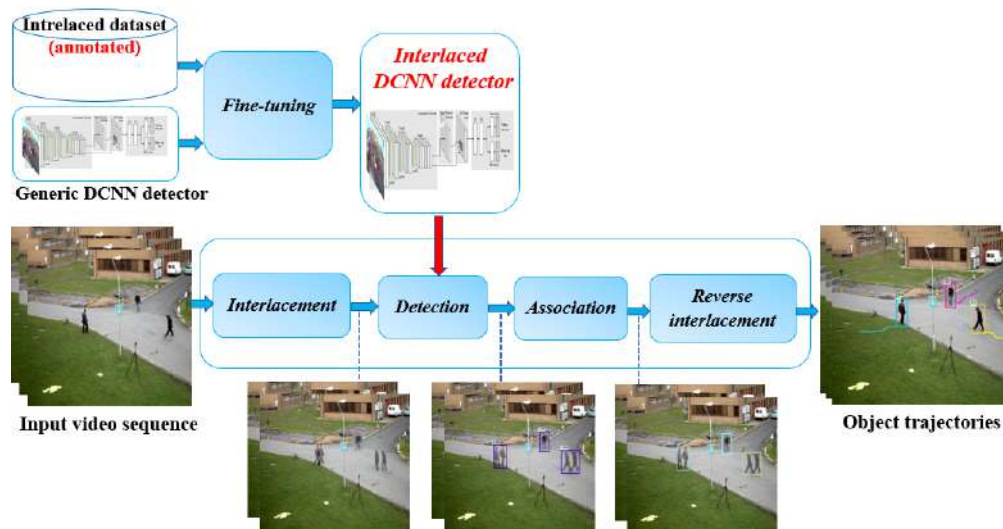 Intrelaced dataset
(annotated)
Fine-tuning
Interlaced
DCNN detector
Generic DCNN detector
Interlacement
Detection
Association
Reverse
interlacement
Input video sequence
Object trajectories